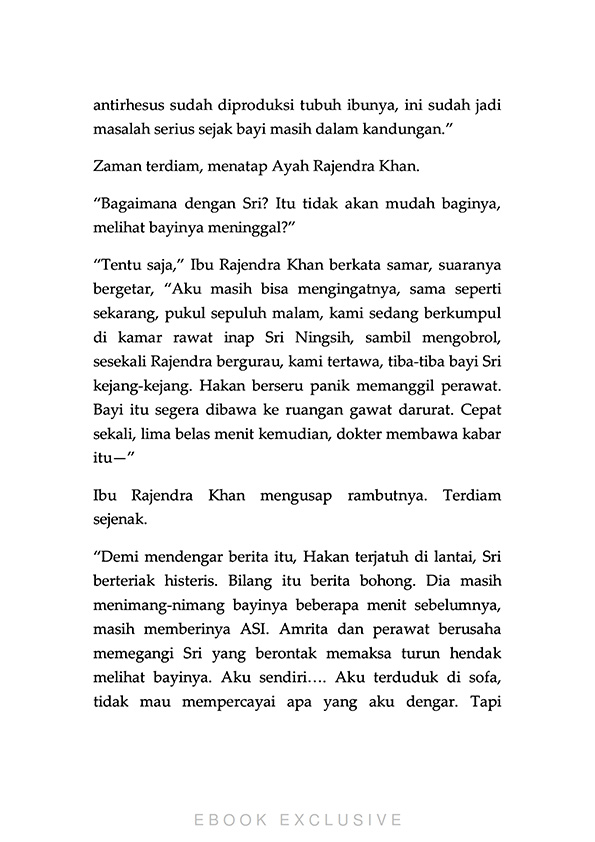 antirhesus sudah diproduksi tubuh ibunya, ini sudah jadi
masalah serius sejak bayi masih dalam kandungan.”
Zaman terdiam, menatap Ayah Rajendra Khan.
“Bagaimana dengan Sri? Itu tidak akan mudah baginya,
melihat bayinya meninggal?”
“Tentu saja,” Ibu Rajendra Khan berkata samar, suaranya
bergetar, “Aku masih bisa mengingatnya, sama seperti
sekarang, pukul sepuluh malam, kami sedang berkumpul
di kamar rawat inap Sri Ningsih, sambil mengobrol,
sesekali Rajendra bergurau, kami tertawa, tiba-tiba bayi Sri
kejang-kejang. Hakan berseru panik memanggil perawat.
Bayi itu segera dibawa ke ruangan gawat darurat. Cepat
sekali, lima belas menit kemudian, dokter membawa kabar
itu—”
Ibu Rajendra Khan mengusap rambutnya. Terdiam
sejenak.
“Demi mendengar berita itu, Hakan terjatuh di lantai, Sri
berteriak histeris. Bilang itu berita bohong. Dia masih
menimang-nimang bayinya beberapa menit sebelumnya,
masih memberinya ASI. Amrita dan perawat berusaha
memegangi Sri yang berontak memaksa turun hendak
melihat bayinya. Aku sendiri…. Aku terduduk di sofa,
tidak mau mempercayai apa yang aku dengar. Tapi
EBOOK EXCLUSIVE